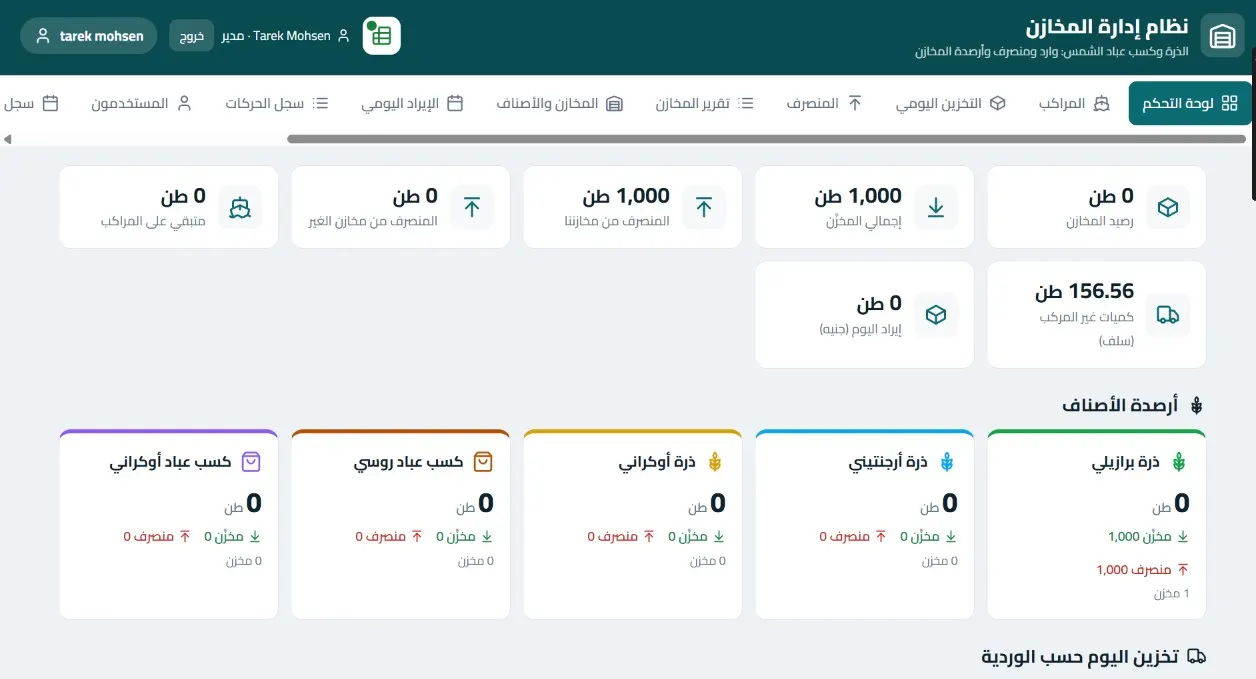 نظام إدارة المخازن
الذرة وكسب عباد الشمس: وارد ومنصرف وأرصدة المخازن
Tarek Mohsen · مدير
خروج
tarek mohsen
لوحة التحكم
المراكب
التخزين اليومي
المنصرف
تقرير المخازن
المخازن والأصناف
الإيراد اليومي
سجل الحركات
المستخدمون
سجل
0 طن
رصيد المخازن
1,000 طن
إجمالي المخزّن
1,000 طن
المنصرف من مخازننا
0 طن
المنصرف من مخازن الغير
0 طن
متبقي على المراكب
156.56 طن
كميات غير المركب
(سلف)
0 طن
إيراد اليوم (جنيه)
أرصدة الأصناف
ذرة برازيلي
0 طن
مخزّن 1,000
منصرف 1,000
1 مخزن
ذرة أرجنتيني
0 طن
مخزّن 0 منصرف 0
0 مخزن
ذرة أوكراني
0 طن
مخزّن 0 منصرف 0
0 مخزن
كسب عباد روسي
0 طن
مخزّن 0 منصرف 0
0 مخزن
كسب عباد أوكراني
0 طن
مخزّن 0 منصرف 0
0 مخزن
تخزين اليوم حسب الوردية